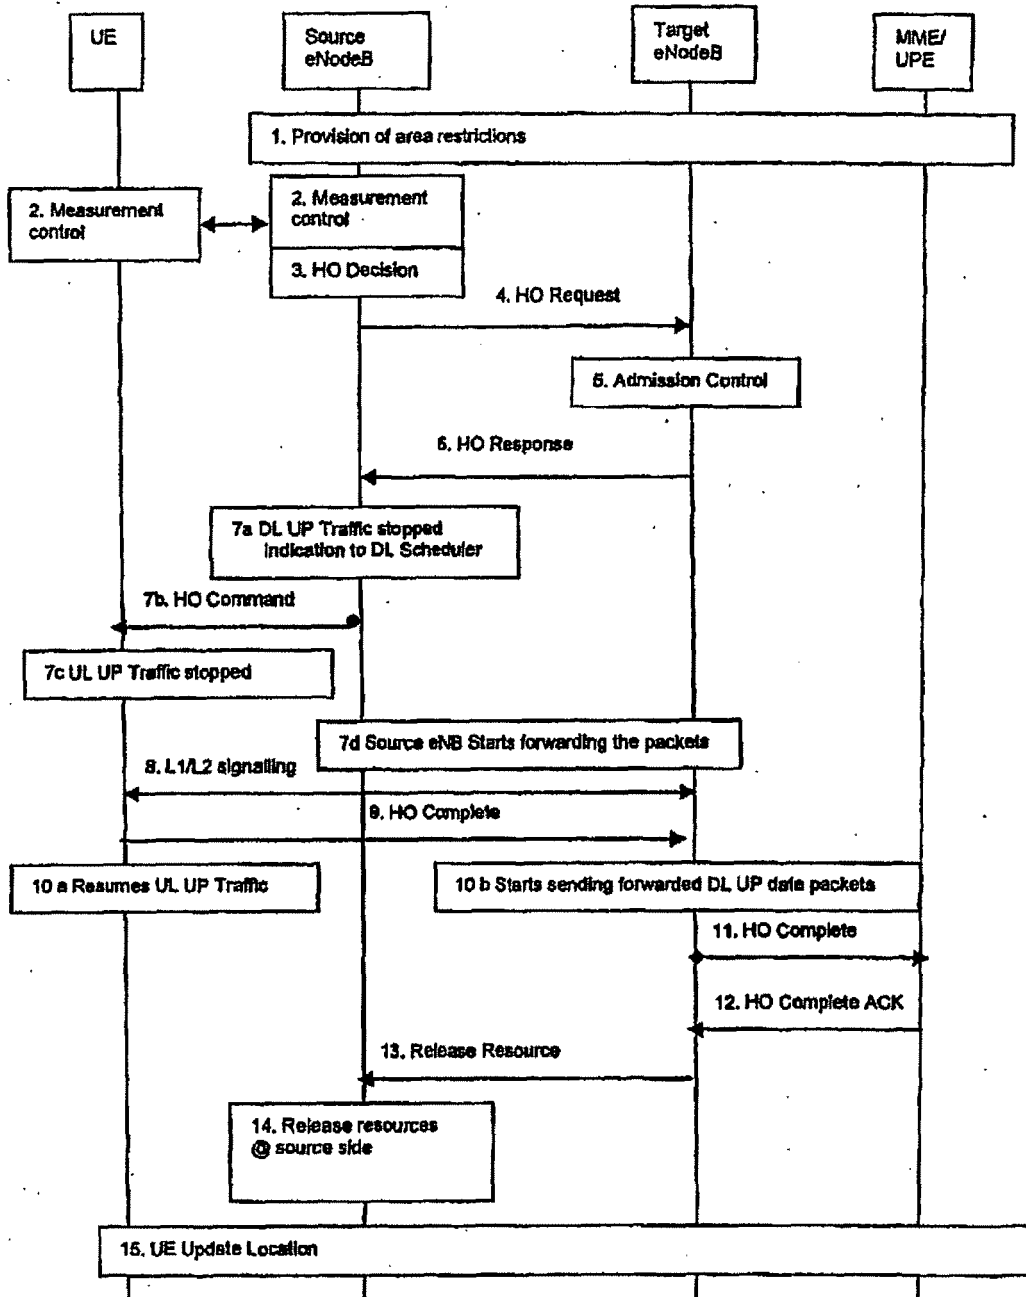 UE
Source
eNodeB
Target
eNodeB
MME/
UPE
1. Provision of area restrictions
2. Measurement
control
2. Measurement
control
3. HO Decision
4. HO Request
5. Admission Control
6. HO Response
7a DL UP Traffic stopped
indication to DL Scheduler
7b. HO Command
7c UL UP Traffic stopped
7d Source eNB Starts forwarding the packets
8. L1/L2 signalling
9. HO Complete
10 a Resumes UL UP Traffic
10 b Starts sending forwarded DL UP data packets
11. HO Complete
12. HO Complete ACK
13. Release Resource
14. Release resources
@ source side
15. UE Update Location